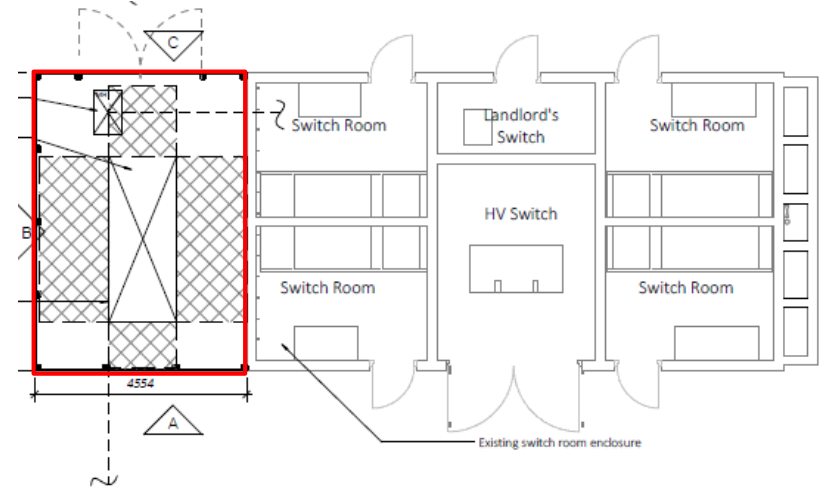 C
Switch Room
Landlord's
Switch
Switch Room
B
HV Switch
Switch Room
Switch Room
4554
A
Existing switch room enclosure